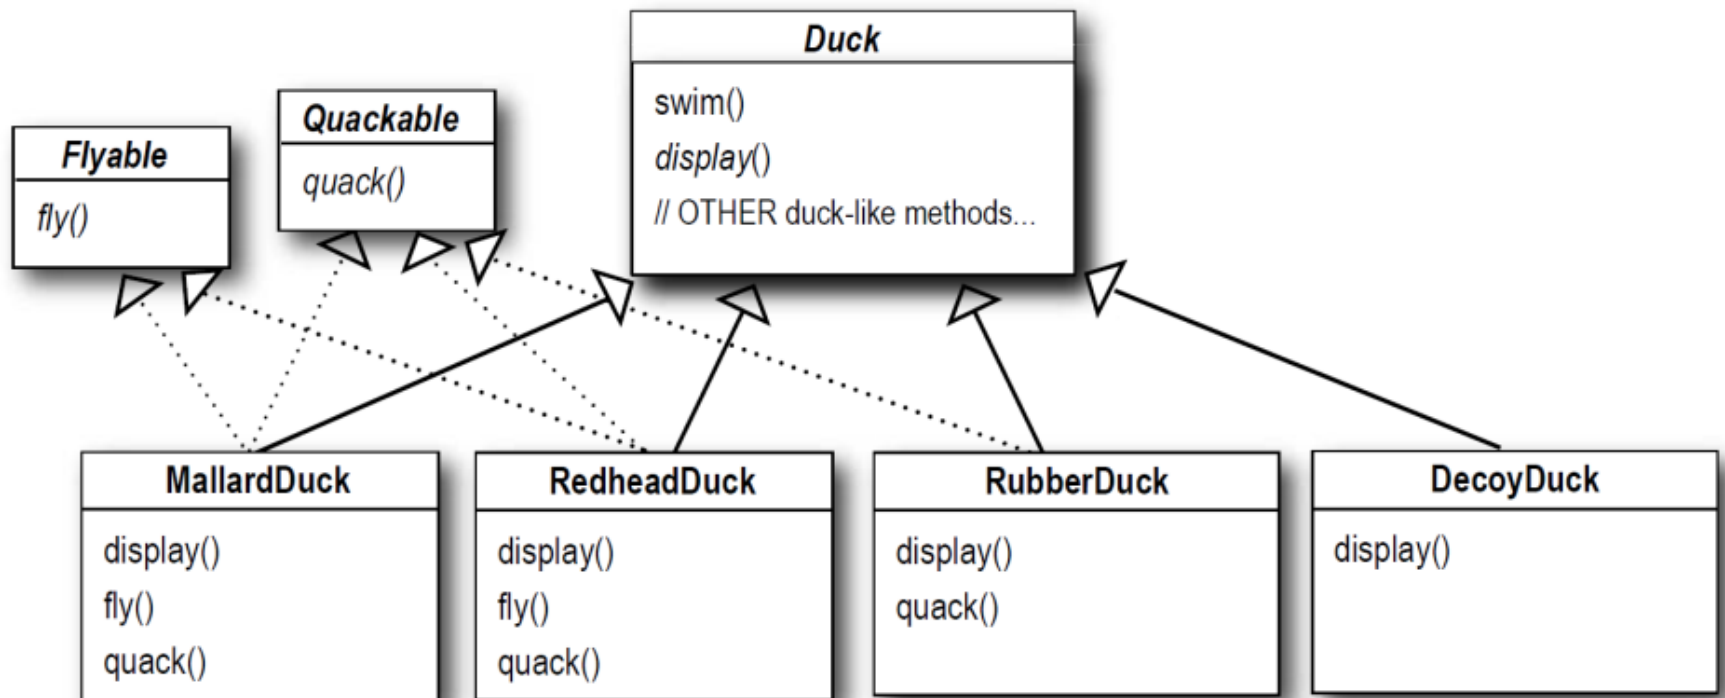 Duck
swim()
display()
// OTHER duck-like methods...
Quackable
quack()
Flyable
fly()
MallardDuck
display()
fly()
quack()
RedheadDuck
display()
fly()
quack()
RubberDuck
display()
quack()
DecoyDuck
display()